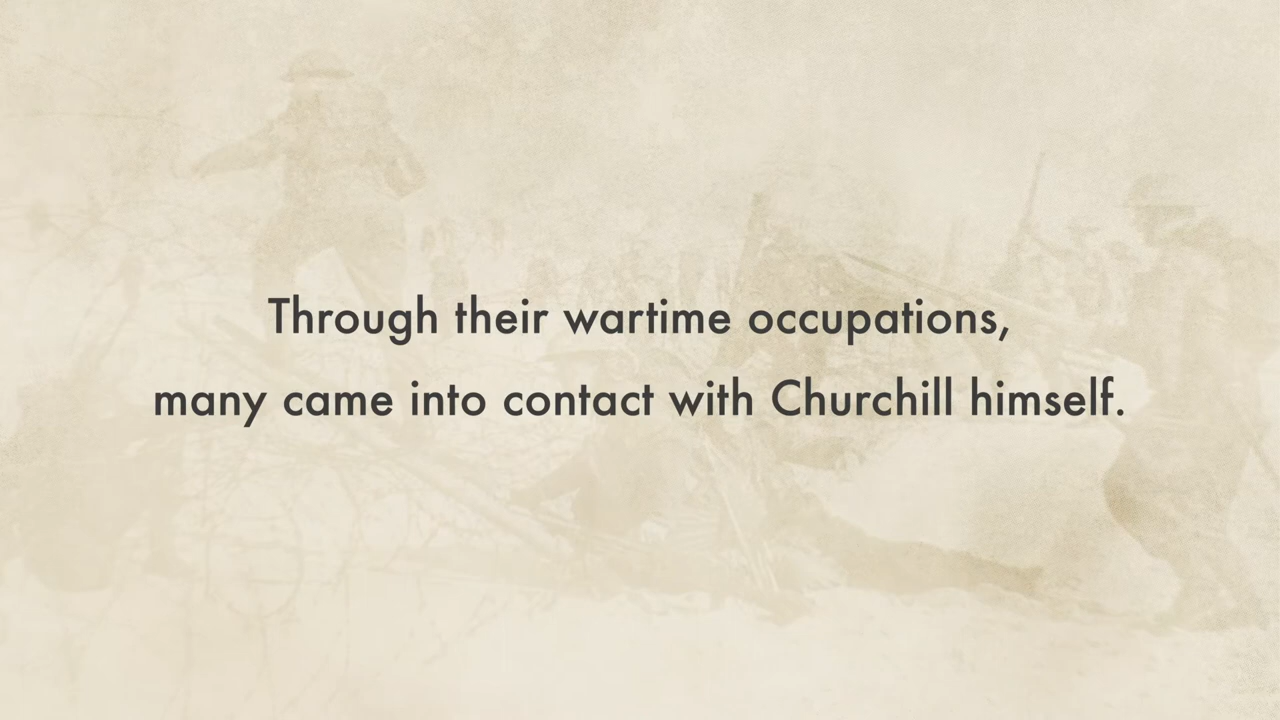 Through their wartime occupations,
many came into contact with Churchill himself.